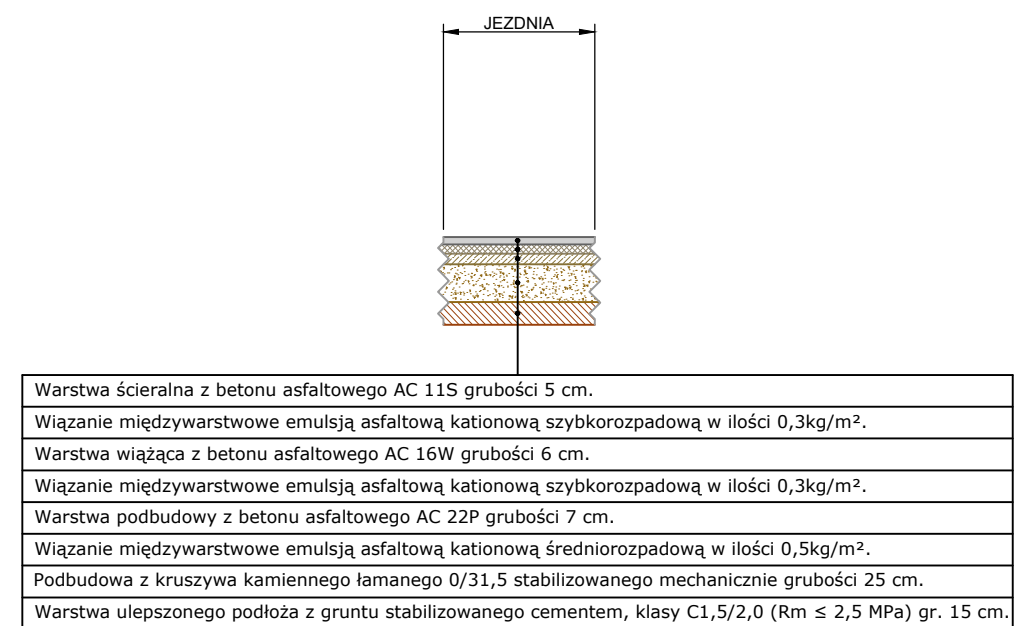 JEZDNIA
Warstwa ścieralna z betonu asfaltowego AC 11S grubości 5 cm.
Wiązanie międzywarstwowe emulsją asfaltową kationową szybkorozpadową w ilości 0,3kg/m².
Warstwa wiążąca z betonu asfaltowego AC 16W grubości 6 cm.
Wiązanie międzywarstwowe emulsją asfaltową kationową szybkorozpadową w ilości 0,3kg/m².
Warstwa podbudowy z betonu asfaltowego AC 22P grubości 7 cm.
Wiązanie międzywarstwowe emulsją asfaltową kationową średniorozpadową w ilości 0,5kg/m².
Podbudowa z kruszywa kamiennego łamanego 0/31,5 stabilizowanego mechanicznie grubości 25 cm.
Warstwa ulepszonego podłoża z gruntu stabilizowanego cementem, klasy C1,5/2,0 (Rm ≤ 2,5 MPa) gr. 15 cm.